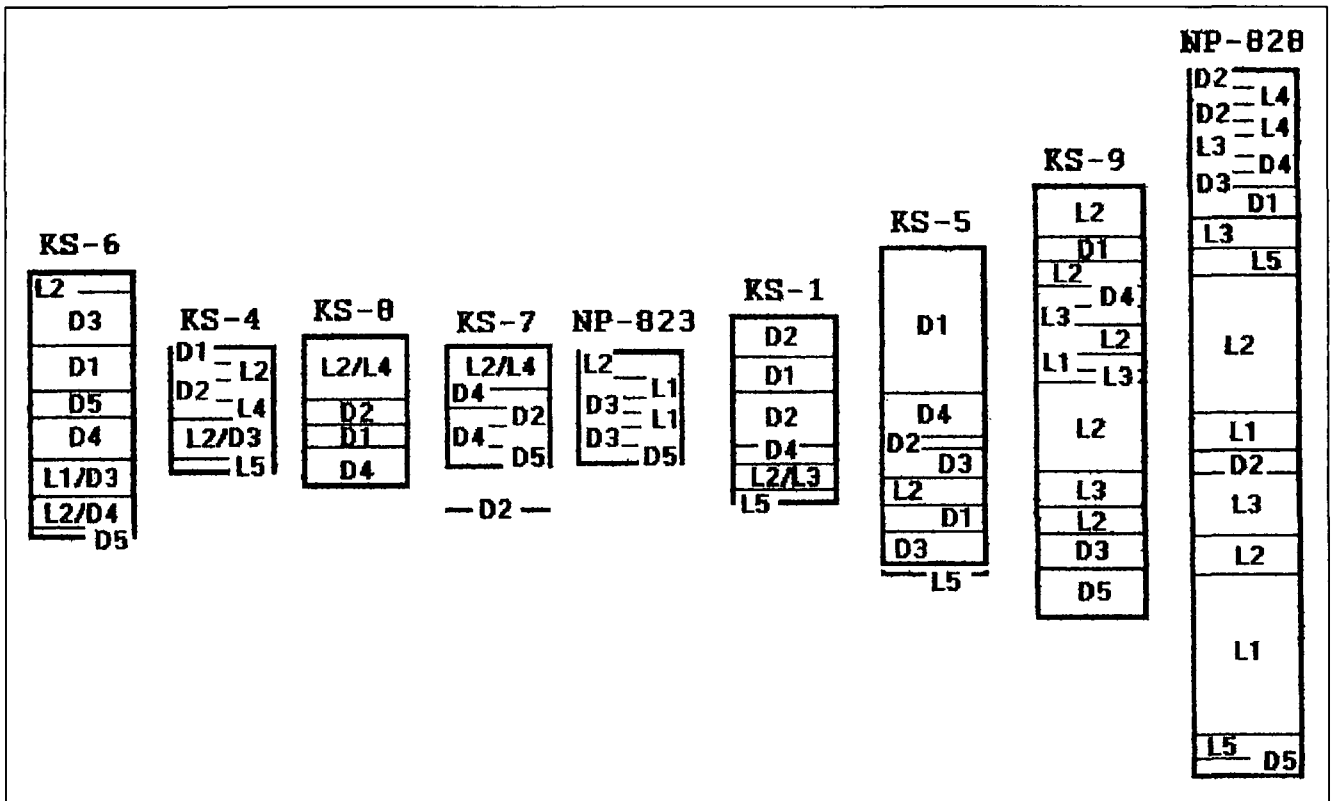 KS-6
L2
D3
D1
D5
D4
L1/D3
L2/D4
D5
KS-4
D1
L2
D2
L4
L2/D3
L5
KS-8
L2/L4
D2
D1
D4
KS-7
L2/L4
D4
D2
D4
D5
D2
NP-823
L2
L1
D3
L1
D3
D5
KS-1
D2
D1
D2
D4
L2/L3
L5
KS-5
D1
D4
D2
D3
L2
D1
D3
L5
KS-9
L2
D1
L2
D4
L3
L2
L1
L3
L2
L3
L2
D3
D5
NP-828
D2
L4
D2
L4
L3
D4
D3
D1
L3
L5
L2
L1
D2
L3
L2
L1
L5
D5